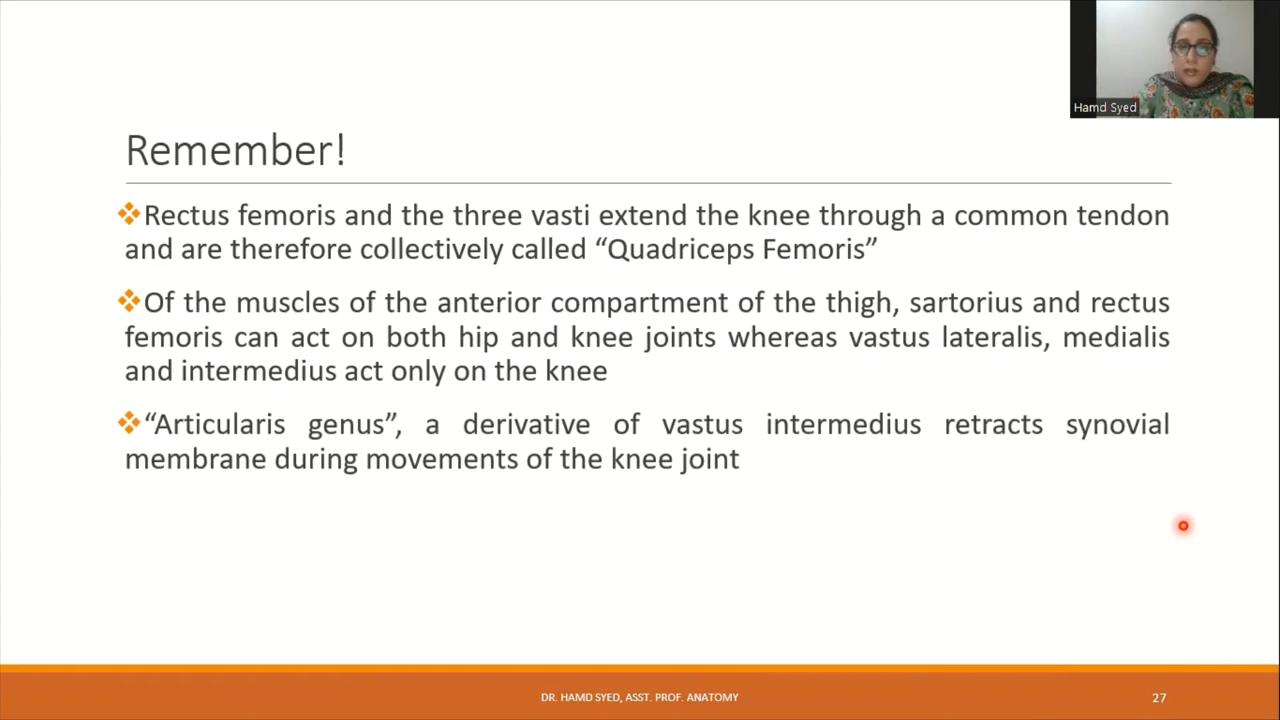 Hamd Syed
Remember!
Rectus femoris and the three vasti extend the knee through a common tendon
and are therefore collectively called “Quadriceps Femoris”
Of the muscles of the anterior compartment of the thigh, sartorius and rectus
femoris can act on both hip and knee joints whereas vastus lateralis, medialis
and intermedius act only on the knee
“Articularis genus”, a derivative of vastus intermedius retracts synovial
membrane during movements of the knee joint
DR. HAMD SYED, ASST. PROF. ANATOMY
27